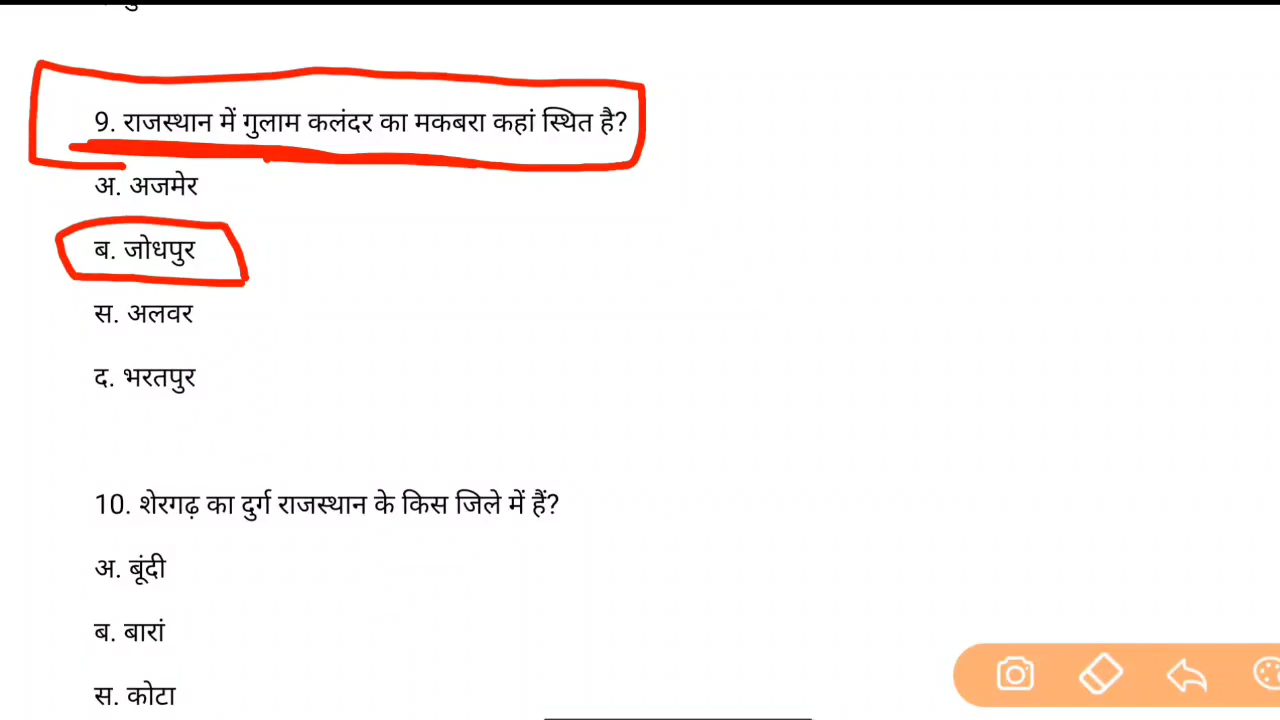 9. राजस्थान में गुलाम कलंदर का मकबरा कहां स्थित है?
अ. अजमेर
ब. जोधपुर
स. अलवर
द. भरतपुर
10. शेरगढ़ का दुर्ग राजस्थान के किस जिले में हैं?
अ. बूंदी
ब. बारां
स. कोटा